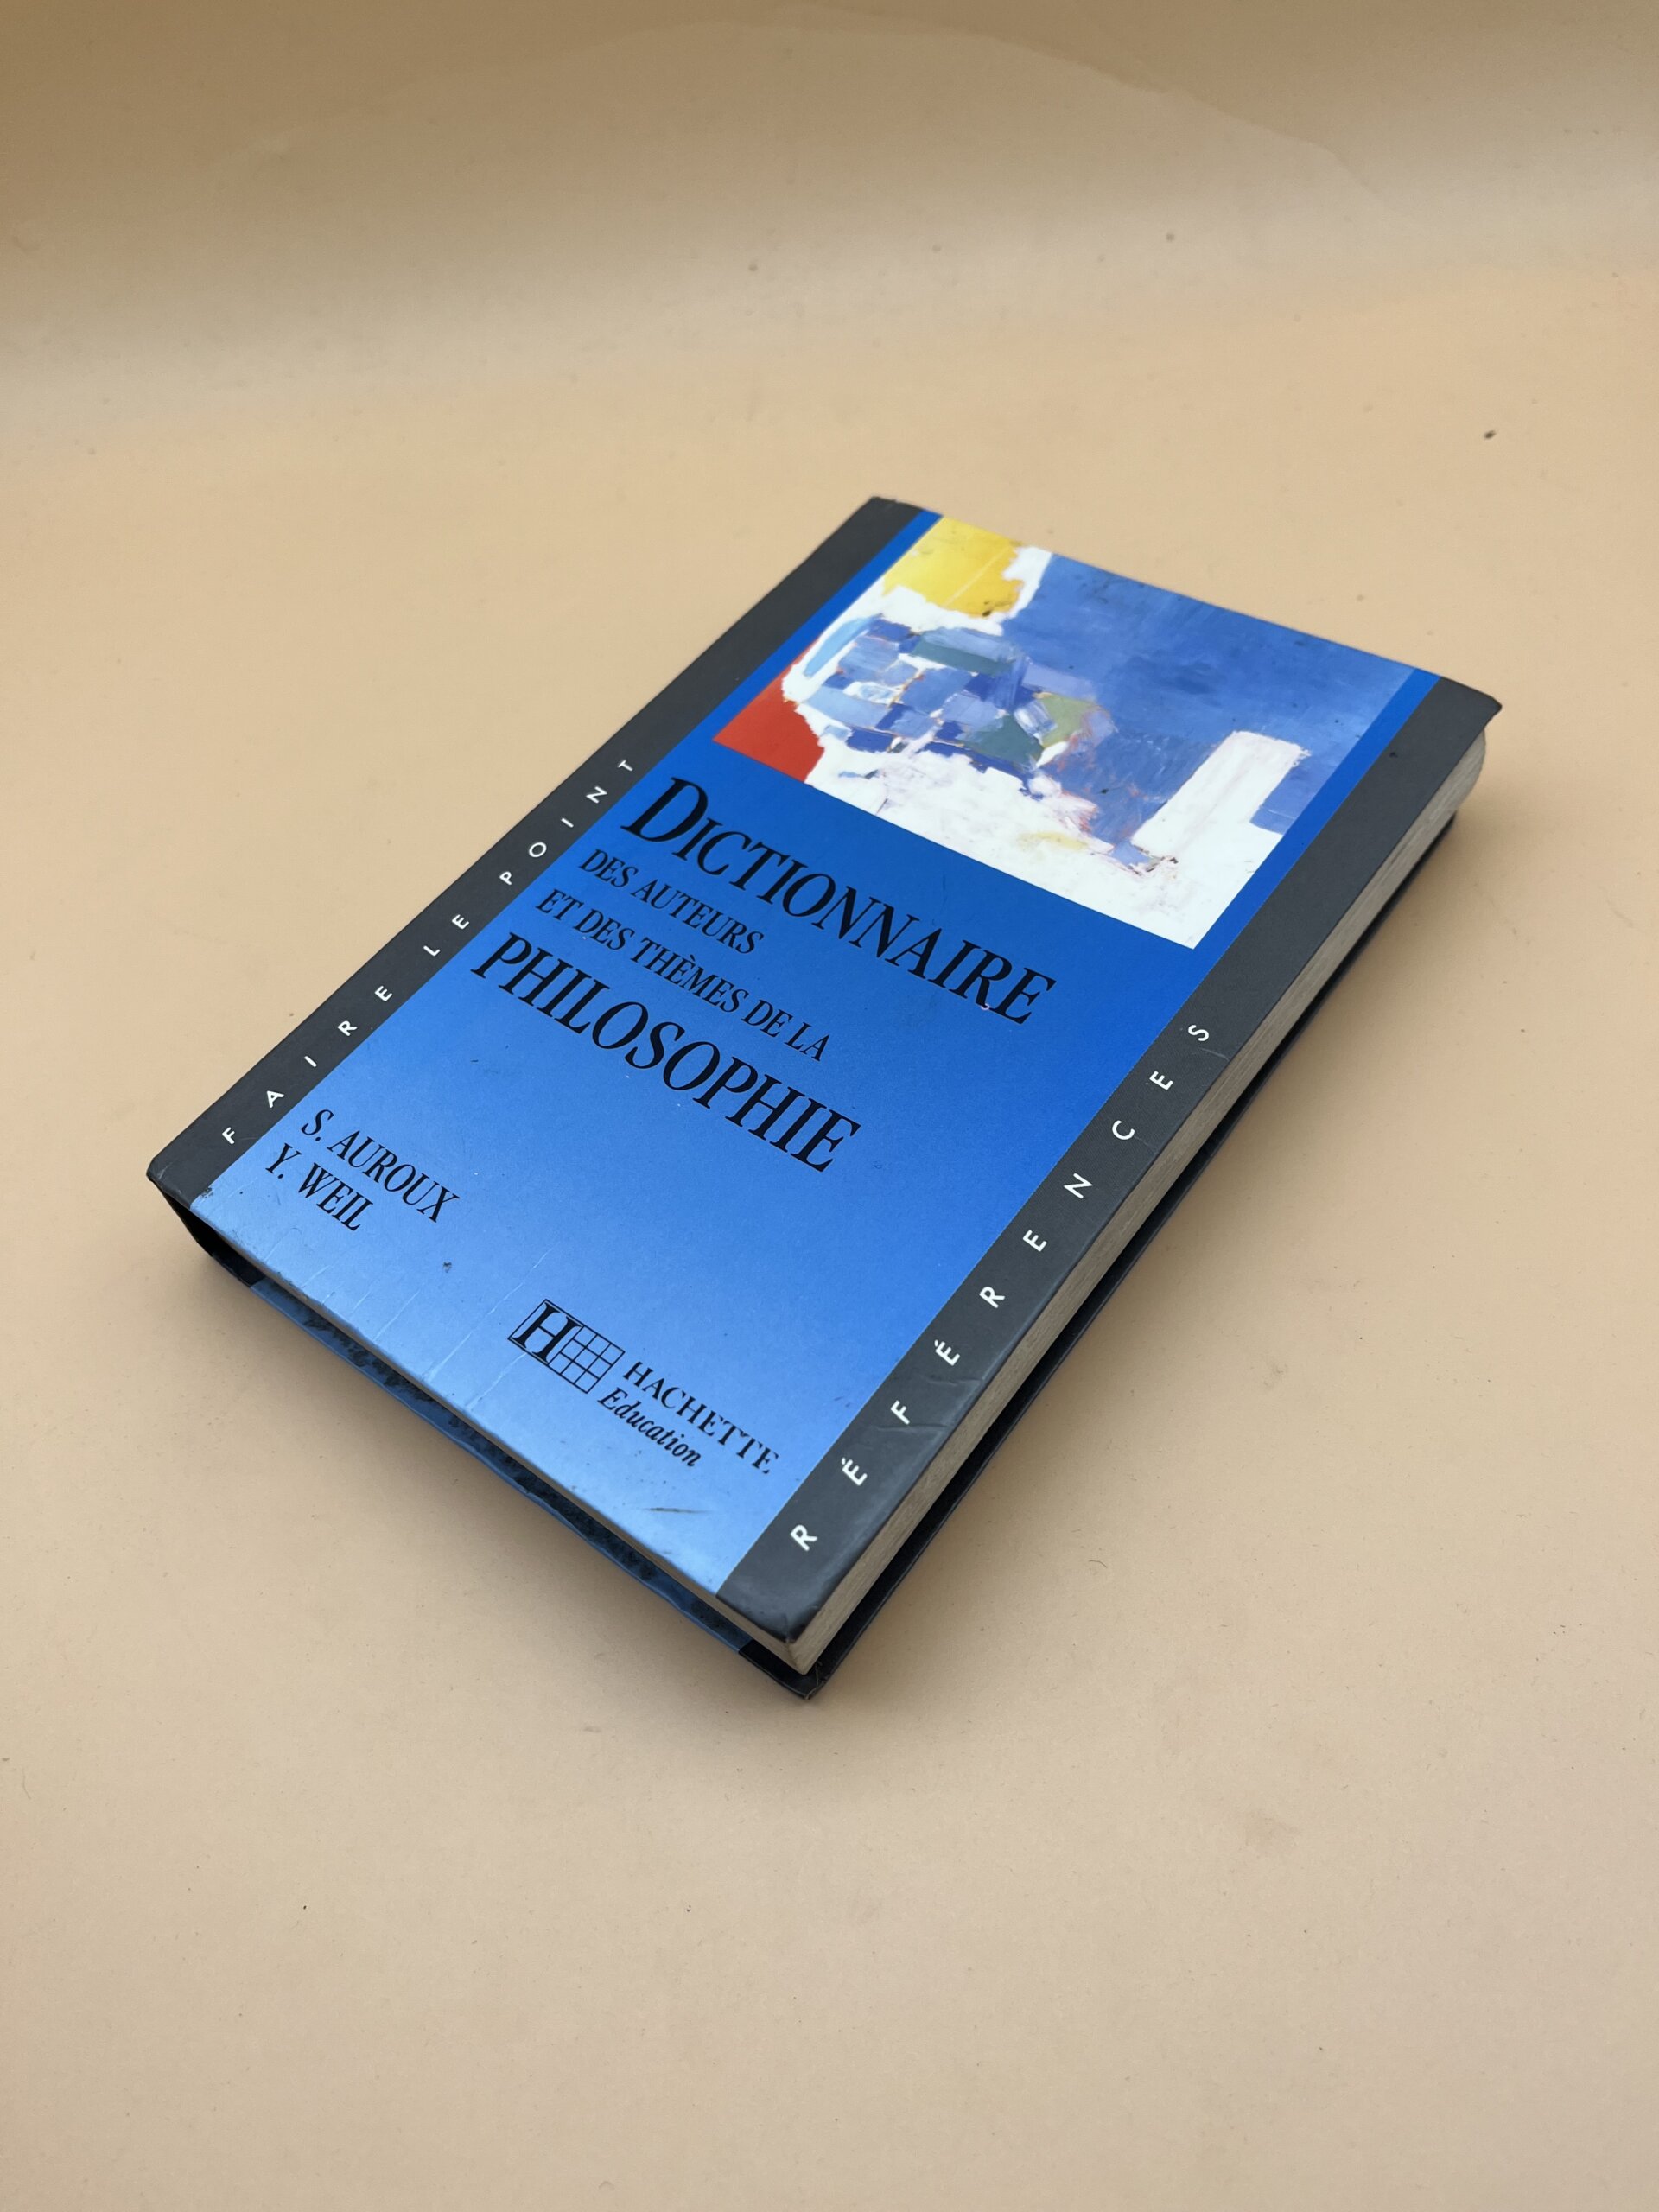 FAIRE LE POINT
DICTIONNAIRE
DES AUTEURS
ET DES THÈMES DE LA
PHILOSOPHIE
S. AUROUX
Y. WEIL
H
HACHETTE
Education
RÉFÉRENCES